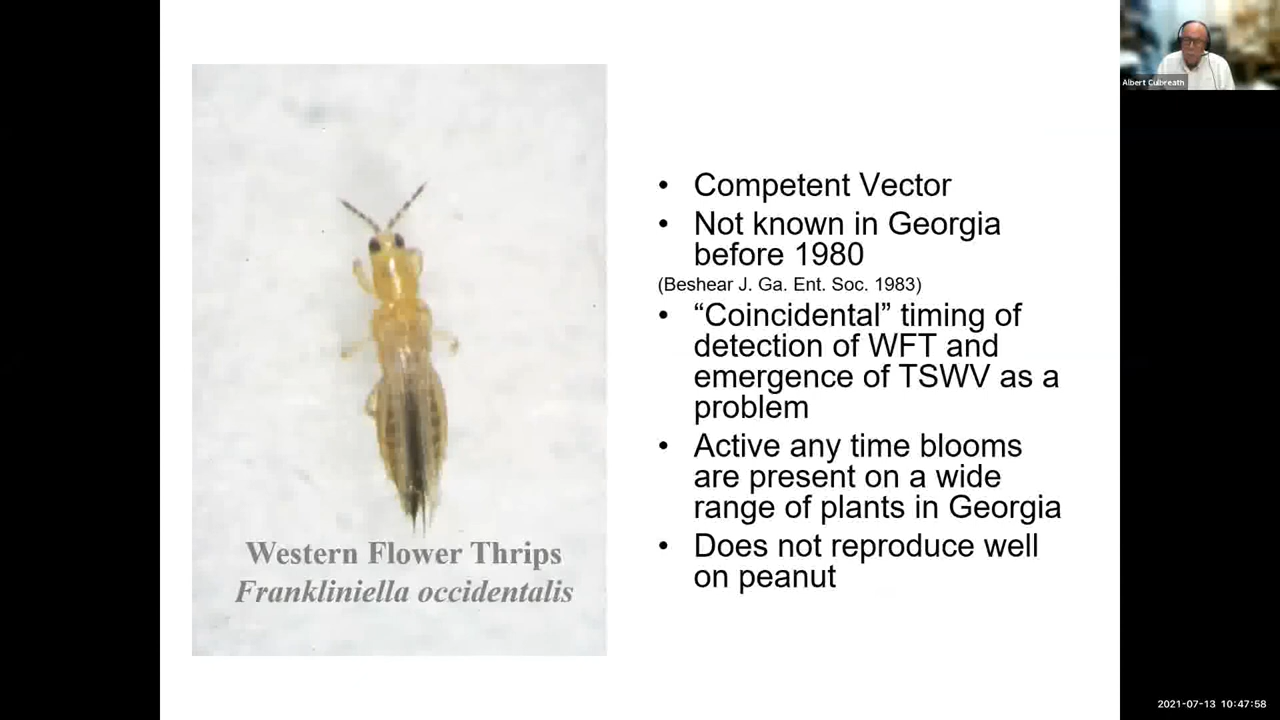 Albert Culbreath
• Competent Vector
• Not known in Georgia
before 1980
(Beshear J. Ga. Ent. Soc. 1983)
• “Coincidental” timing of
detection of WFT and
emergence of TSWV as a
problem
• Active any time blooms
are present on a wide
range of plants in Georgia
• Does not reproduce well
on peanut
Western Flower Thrips
Frankliniella occidentalis
2021-07-13 10:47:58